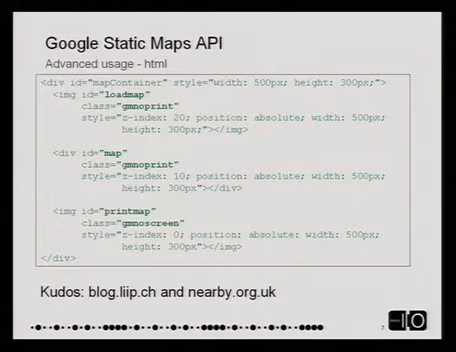 Google Static Maps API
Advanced usage - html
<div id="mapContainer" style="width: 500px; height: 300px;">
<img id="loadmap"
class="gmnoprint"
style="z-index: 20; position: absolute; width: 500px;
height: 300px;"></img>
<div id="map"
class="gmnoprint"
style="z-index: 10; position: absolute; width: 500px;
height: 300px"></div>
<img id="printmap"
class="gmnoscreen"
style="z-index: 0; position: absolute: width: 500px;
height: 300px"></img>
</div>
Kudos: blog.liip.ch and nearby.org.uk
7